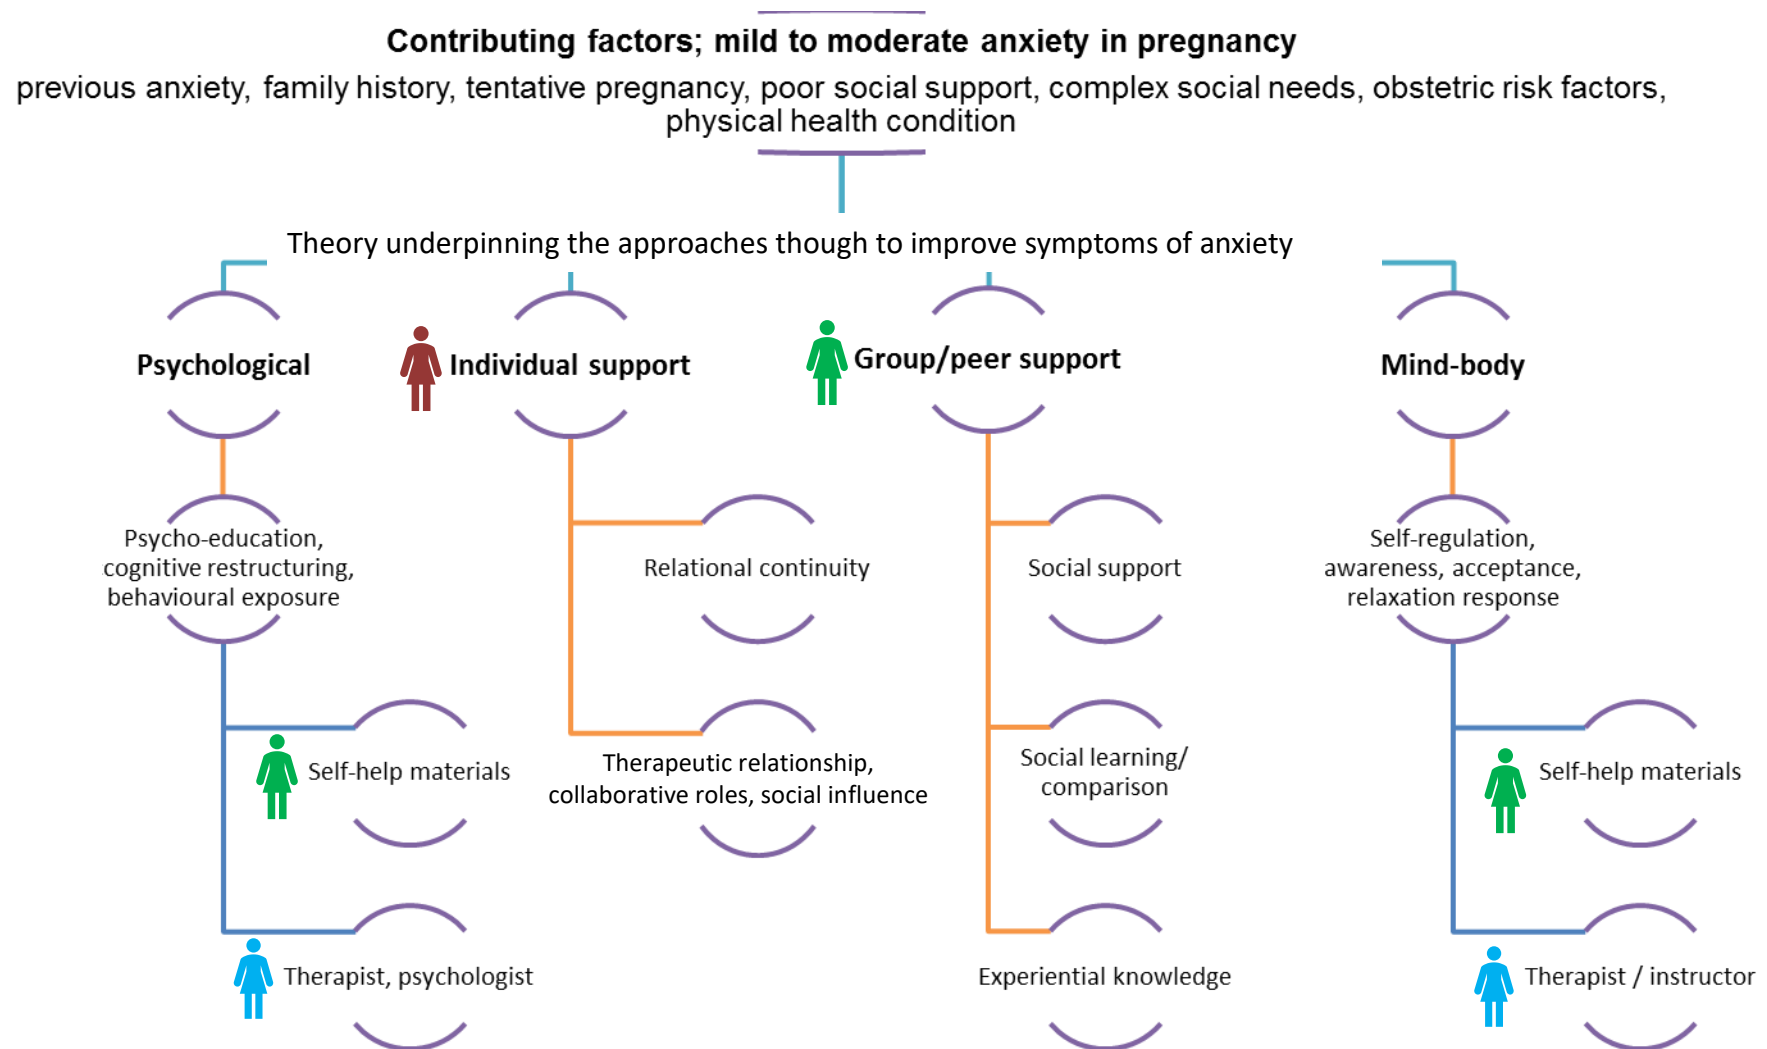 Contributing factors; mild to moderate anxiety in pregnancy
previous anxiety, family history, tentative pregnancy, poor social support, complex social needs, obstetric risk factors,
physical health condition
Theory underpinning the approaches though to improve symptoms of anxiety
Psychological
Individual support
Group/peer support
Mind-body
Psycho-education,
cognitive restructuring,
behavioural exposure
Relational continuity
Social support
Self-regulation,
awareness, acceptance,
relaxation response
Self-help materials
Therapeutic relationship,
collaborative roles, social influence
Social learning/
comparison
Self-help materials
Therapist, psychologist
Experiential knowledge
Therapist / instructor